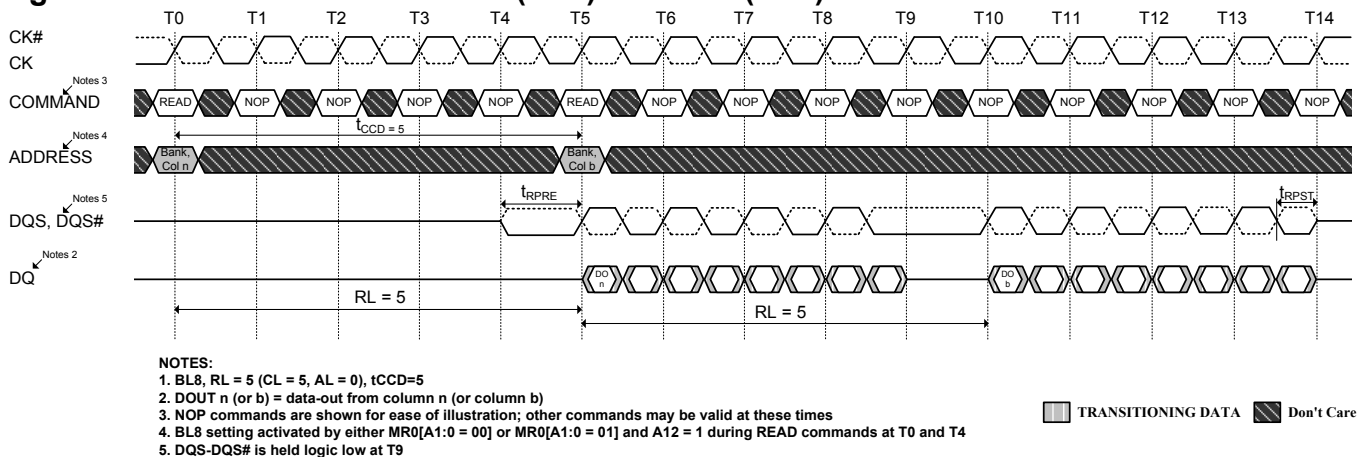 T0 T1 T2 T3 T4 T5 T6 T7 T8 T9 T10 T11 T12 T13 T14
CK#
CK
Notes 3
COMMAND READ NOP NOP NOP NOP READ NOP NOP NOP NOP NOP NOP NOP NOP NOP
tCCD = 5
Notes 4
ADDRESS Bank, Col n Bank, Col b
tRPRE tRPST
Notes 5
DQS, DQS#
Notes 2
DQ DO n DO b
RL = 5 RL = 5
NOTES:
1. BL8, RL = 5 (CL = 5, AL = 0), tCCD=5
2. DOUT n (or b) = data-out from column n (or column b)
3. NOP commands are shown for ease of illustration; other commands may be valid at these times
4. BL8 setting activated by either MR0[A1:0 = 00] or MR0[A1:0 = 01] and A12 = 1 during READ commands at T0 and T4
5. DQS-DQS# is held logic low at T9
TRANSITIONING DATA Don't Care